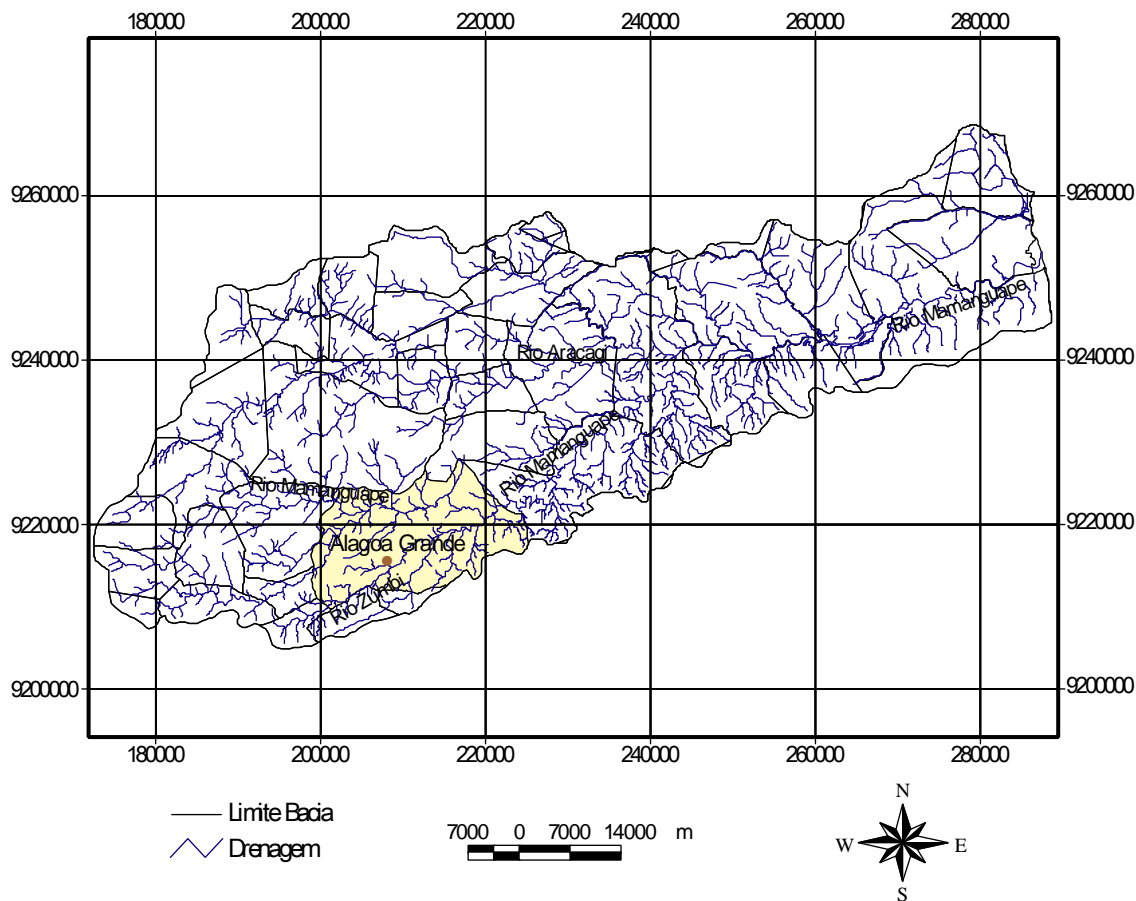 180000 200000 220000 240000 260000 280000
9260000 9260000
Rio Mamanguape
9240000 Rio Araçagi 9240000
Rio Mamanguape
Rio Mamanguape
9220000 9220000
Alagoa Grande
Rio Zumbi
9200000 9200000
180000 200000 220000 240000 260000 280000
Limite Bacia
Drenagem
7000 0 7000 14000 m
N
W E
S